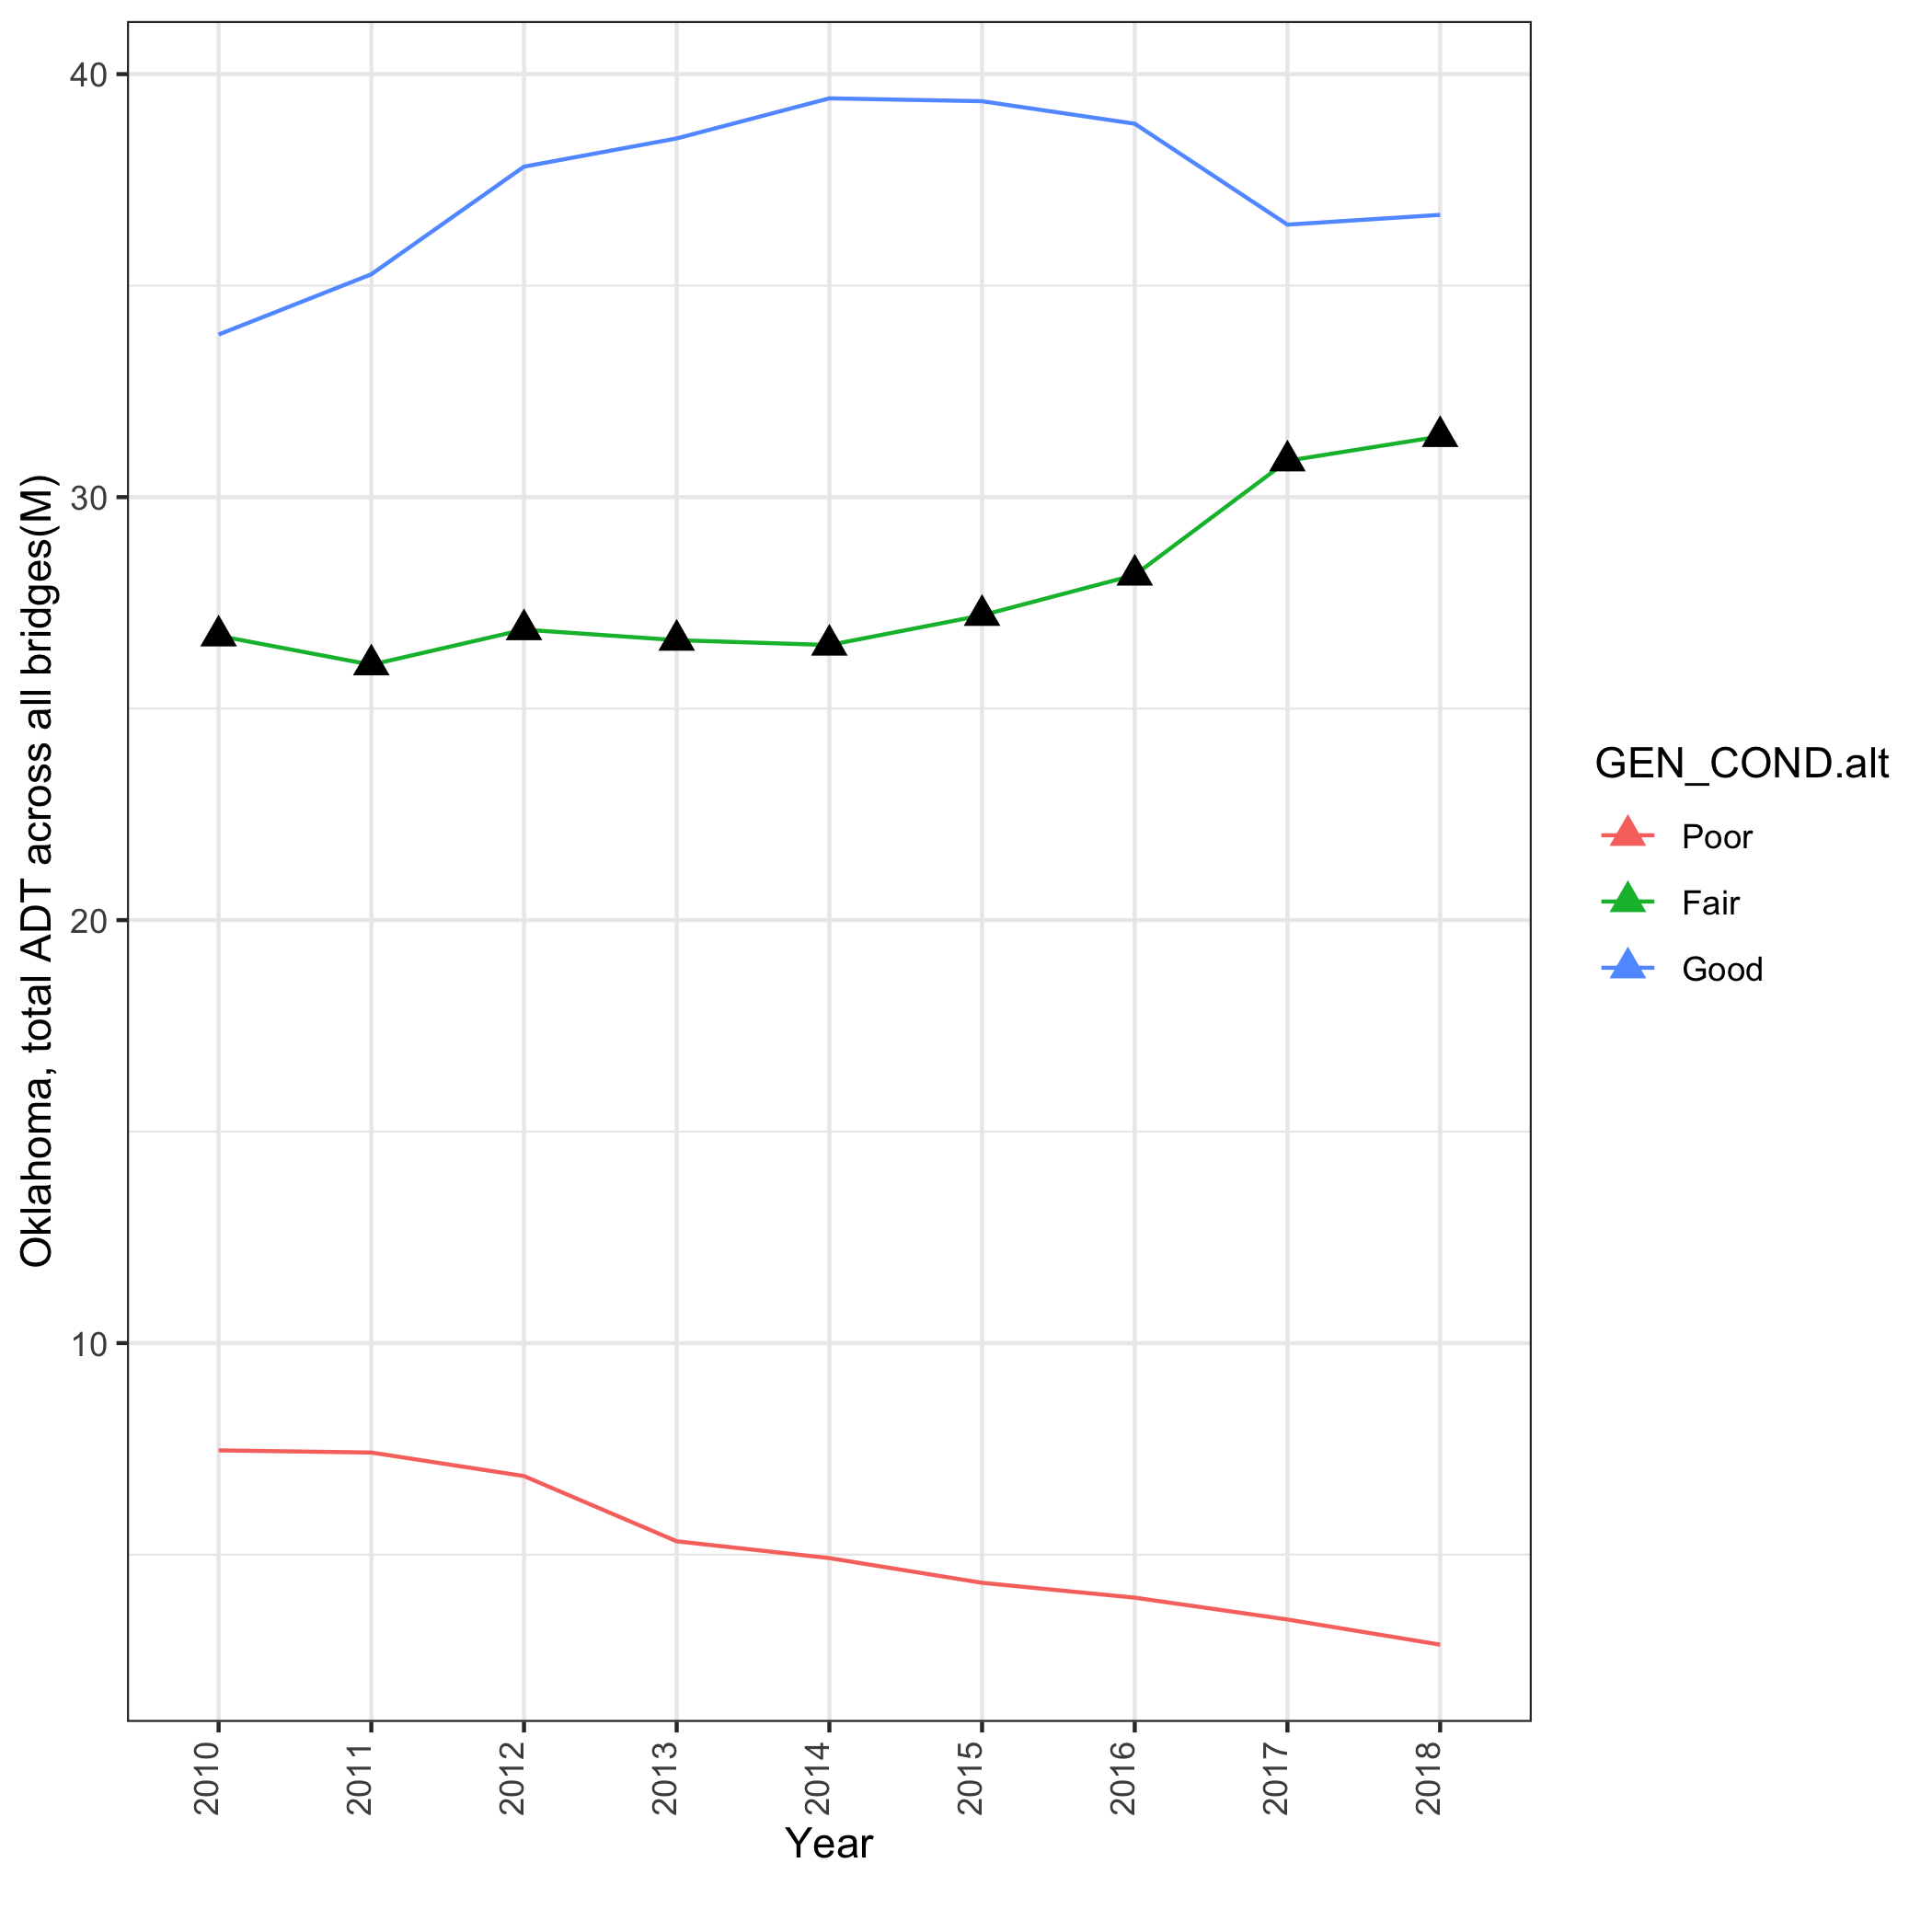 Oklahoma, total ADT across all bridges(M)
40
30
20
10
2010
2011
2012
2013
2014
2015
2016
2017
2018
Year
GEN_COND.alt
Poor
Fair
Good